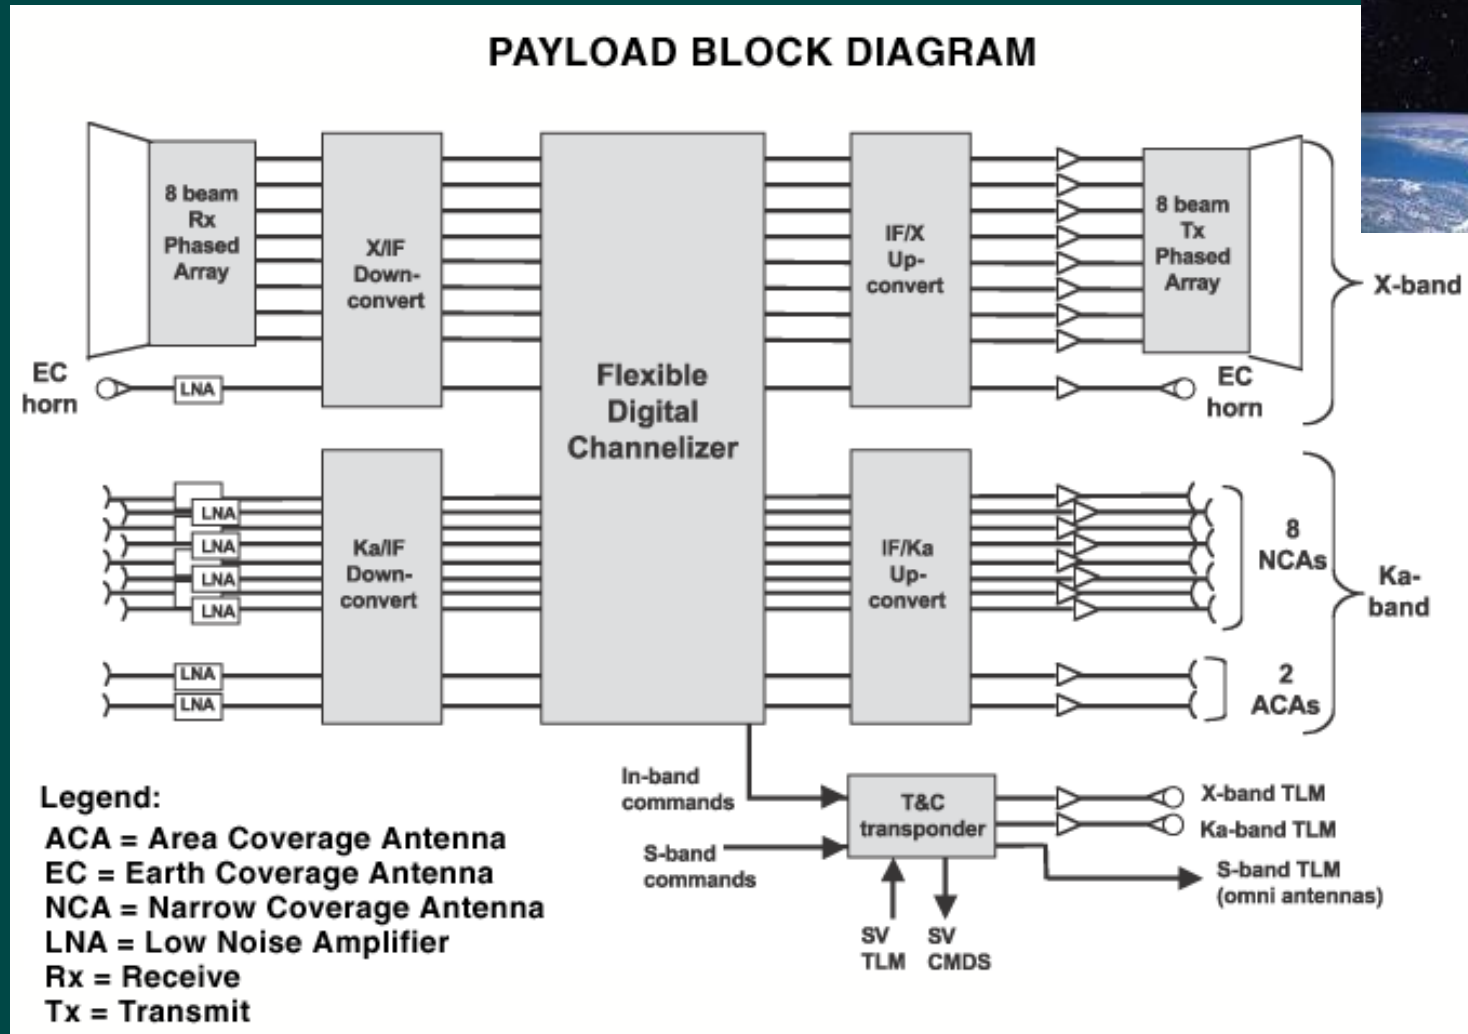 PAYLOAD BLOCK DIAGRAM
8 beam
Rx
Phased
Array
X/IF
Down-
convert
Flexible
Digital
Channelizer
IF/X
Up-
convert
8 beam
Tx
Phased
Array
X-band
EC
horn
LNA
EC
horn
LNA
LNA
LNA
LNA
LNA
LNA
Ka/IF
Down-
convert
IF/Ka
Up-
convert
8
NCAs
2
ACAs
Ka-
band
In-band
commands
S-band
commands
T&C
transponder
X-band TLM
Ka-band TLM
S-band TLM
(omni antennas)
SV
TLM
SV
CMDS
Legend:
ACA = Area Coverage Antenna
EC = Earth Coverage Antenna
NCA = Narrow Coverage Antenna
LNA = Low Noise Amplifier
Rx = Receive
Tx = Transmit